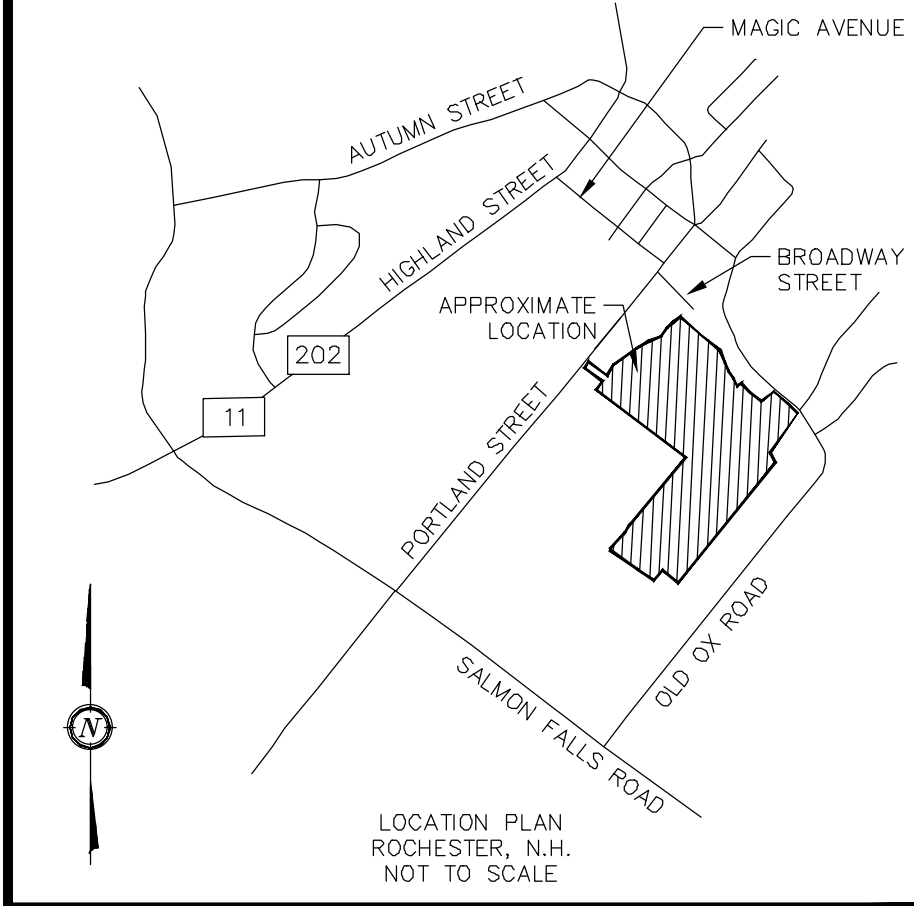 MAGIC AVENUE
AUTUMN STREET
HIGHLAND STREET
BROADWAY
STREET
APPROXIMATE
LOCATION
202
11
PORTLAND STREET
OLD OX ROAD
SALMON FALLS ROAD
N
LOCATION PLAN
ROCHESTER, N.H.
NOT TO SCALE